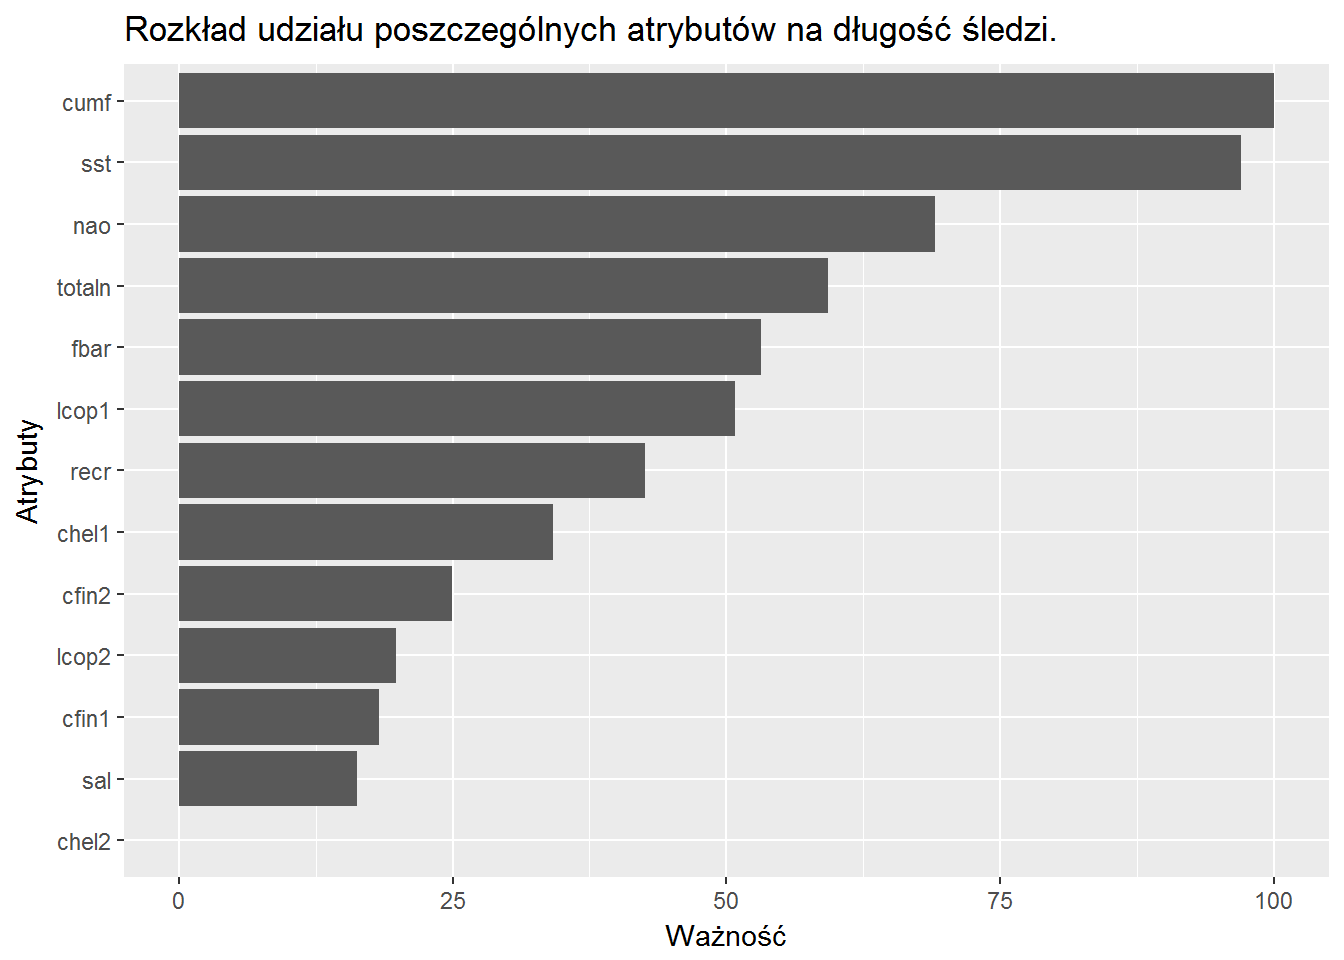 Rozkład udziału poszczególnych atrybutów na długość śledzi.
cumf
sst
nao
totaln
fbar
lcop1
recr
chel1
cfin2
lcop2
cfin1
sal
chel2
Atrybuty
0 25 50 75 100
Ważność